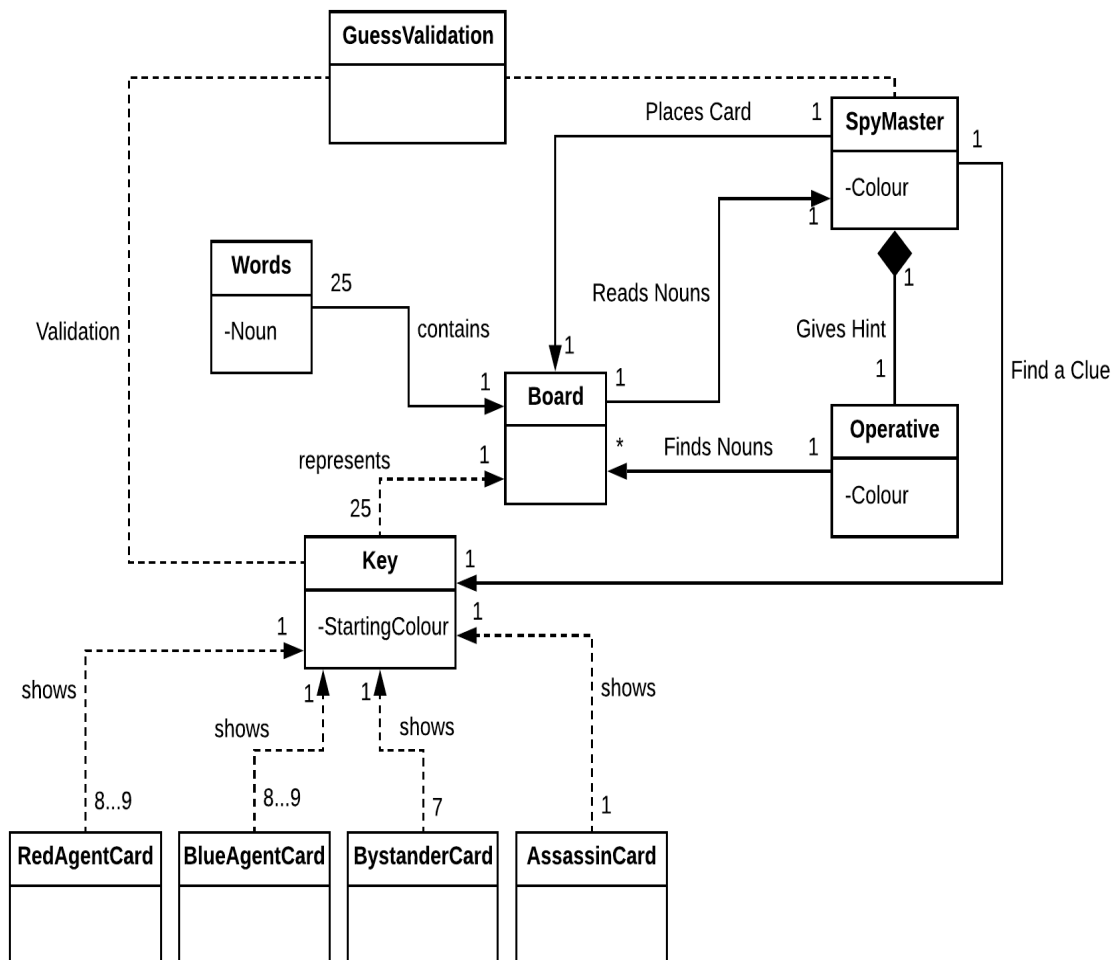 GuessValidation
Places Card
1
SpyMaster
1
-Colour
1
Words
25
-Noun
Reads Nouns
1
Gives Hint
Validation
contains
1
1
Find a Clue
1
1
Board
Operative
*
Finds Nouns
1
represents
1
-Colour
25
Key
1
-StartingColour
1
1
shows
1
1
shows
shows
shows
8...9
8...9
7
1
RedAgentCard
BlueAgentCard
BystanderCard
AssassinCard